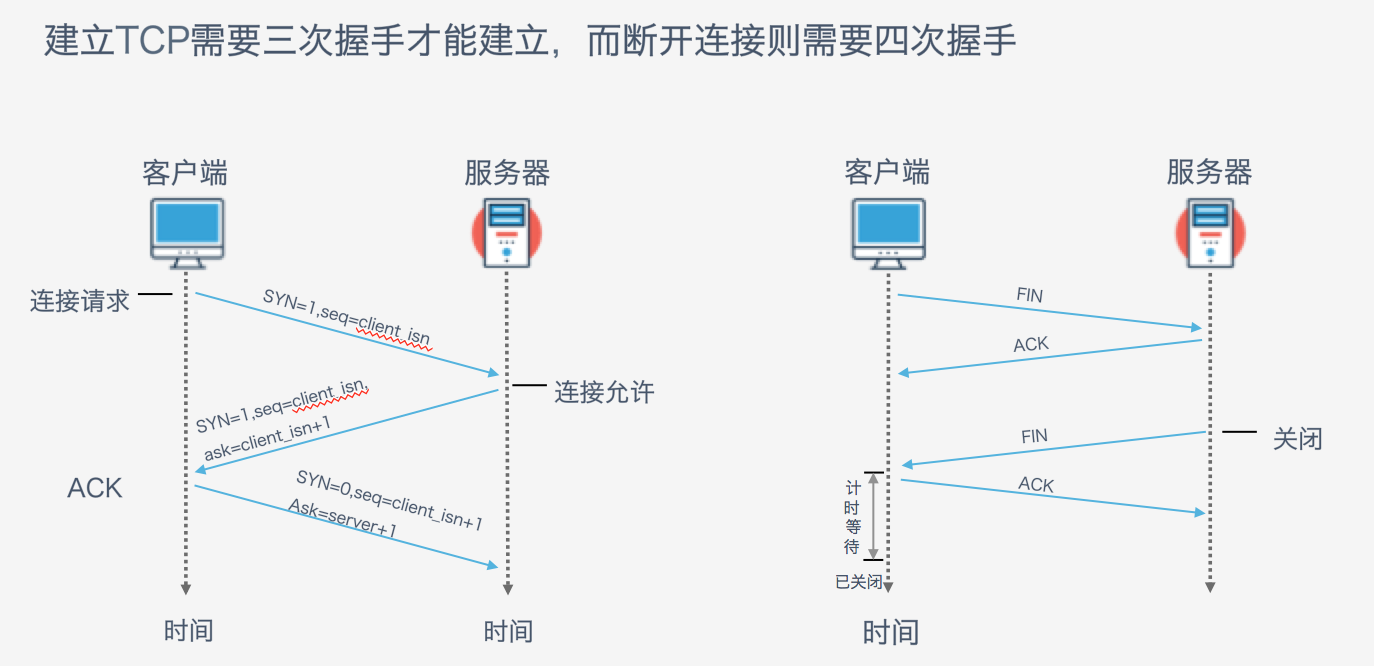 建立TCP需要三次握手才能建立，而断开连接则需要四次握手
客户端
服务器
连接请求
SYN=1,seq=client_isn
连接允许
SYN=1,seq=client_isn,
ask=client_isn+1
ACK
SYN=0,seq=client_isn+1
Ask=server+1
时间
时间
客户端
服务器
FIN
ACK
FIN
关闭
ACK
计
时
等
待
已关闭
时间